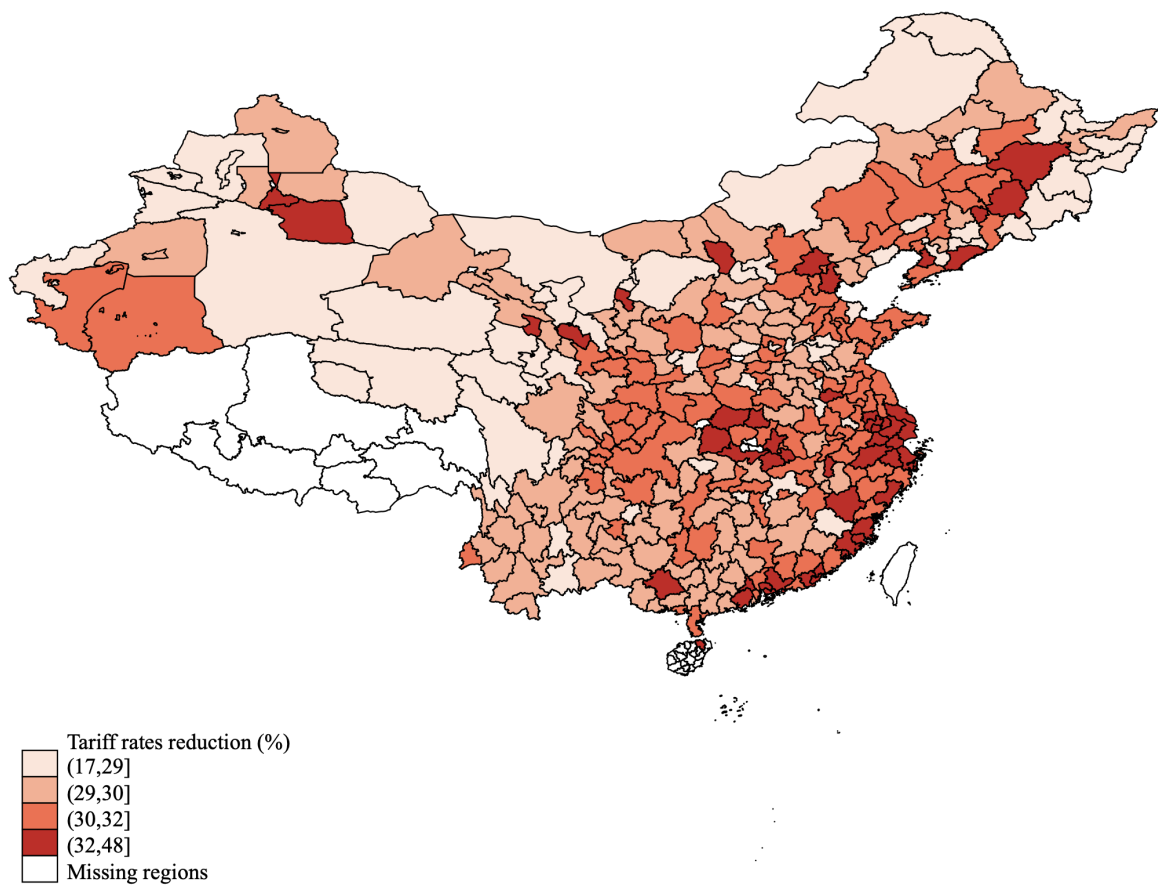 Tariff rates reduction (%)
(17,29]
(29,30]
(30,32]
(32,48]
Missing regions